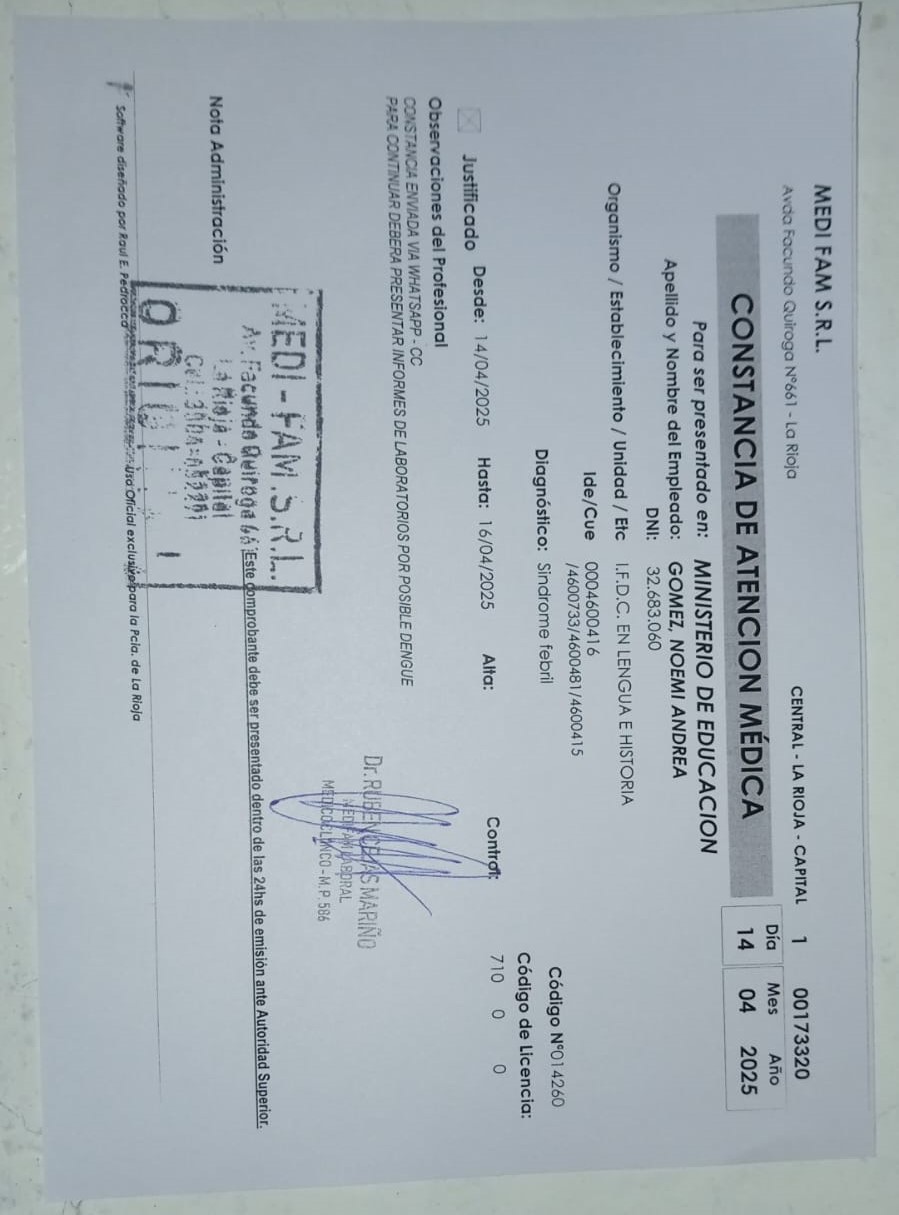 MEDI FAM S.R.L.
CENTRAL - LA RIOJA - CAPITAL 1 00173320
Avda Facundo Quiroga N°661 - La Rioja
Día Mes Año
CONSTANCIA DE ATENCION MÉDICA
14 04 2025
Para ser presentado en: MINISTERIO DE EDUCACION
Apellido y Nombre del Empleado: GOMEZ, NOEMI ANDREA
DNI: 32.683.060
Organismo / Establecimiento / Unidad / Etc I.F.D.C. EN LENGUA E HISTORIA
Ide/Cue 0004600416
/4600733/4600481/4600415
Código N°014260
Diagnóstico: Sindrome febril
Código de Licencia:
710 0 0
Justificado Desde: 14/04/2025 Hasta: 16/04/2025 Alta: Control:
Observaciones del Profesional
CONSTANCIA ENVIADA VIA WHATSAPP - CC
PARA CONTINUAR DEBERA PRESENTAR INFORMES DE LABORATORIOS POR POSIBLE DENGUE
Dr. RUBEN MARIÑO
MEDIFAM LABORAL
MEDICO CLINICO - M.P. 586
MEDI - FAM. S.R.L.
Av. Facundo Quiroga
La Rioja - Capital
Este comprobante debe ser presentado dentro de las 24hs de emisión ante Autoridad Superior.
Nota Administración
Software diseñado por Raul E. Pedrocca
Uso Oficial exclusivo para la Pcia. de La Rioja